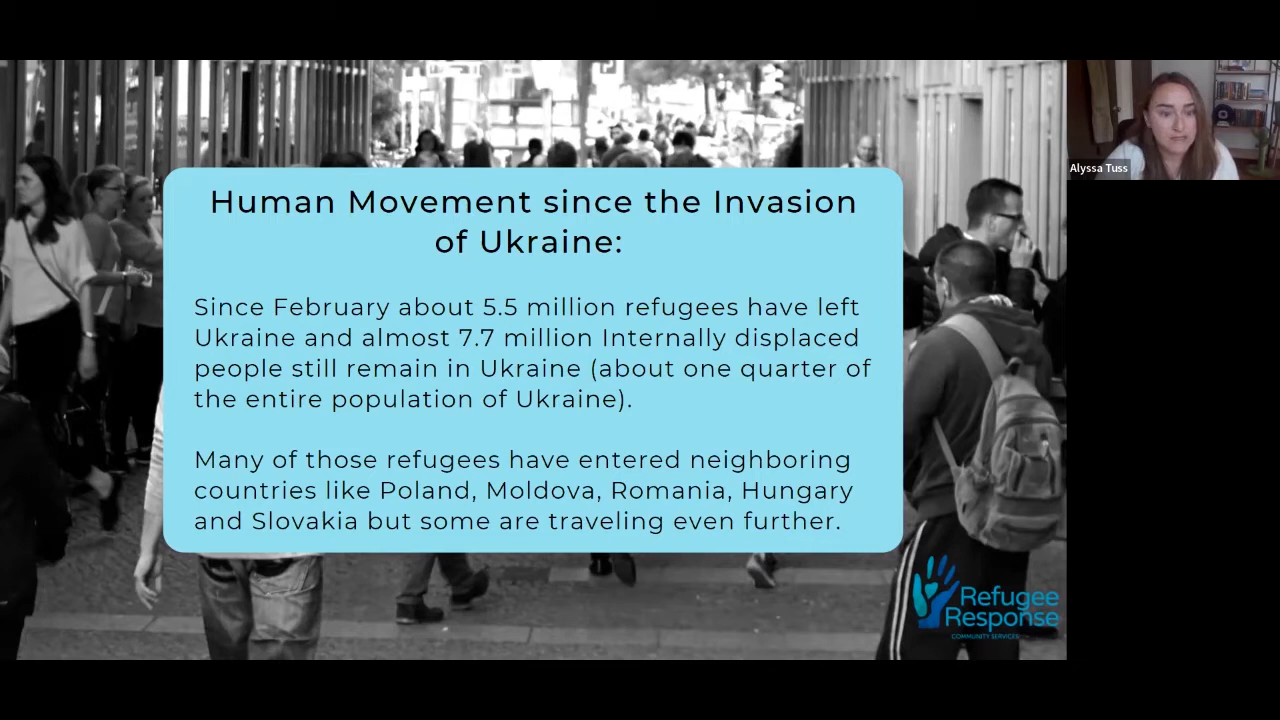 Human Movement since the Invasion
of Ukraine:
Since February about 5.5 million refugees have left
Ukraine and almost 7.7 million Internally displaced
people still remain in Ukraine (about one quarter of
the entire population of Ukraine).
Many of those refugees have entered neighboring
countries like Poland, Moldova, Romania, Hungary
and Slovakia but some are traveling even further.
Alyssa Tuss
Refugee
Response
COMMUNITY SERVICES